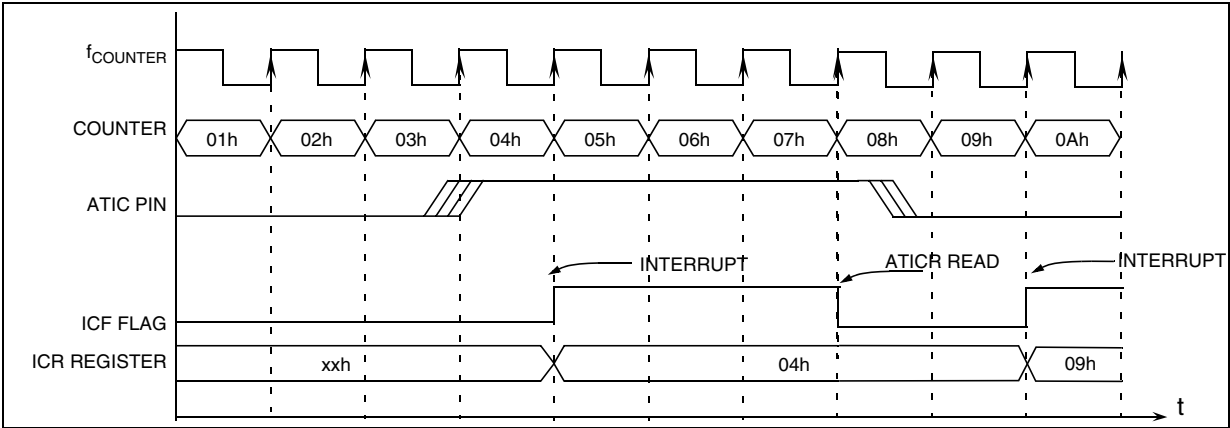 fCOUNTER
COUNTER 01h 02h 03h 04h 05h 06h 07h 08h 09h 0Ah
ATIC PIN
INTERRUPT ATICR READ INTERRUPT
ICF FLAG
ICR REGISTER xxh 04h 09h
t